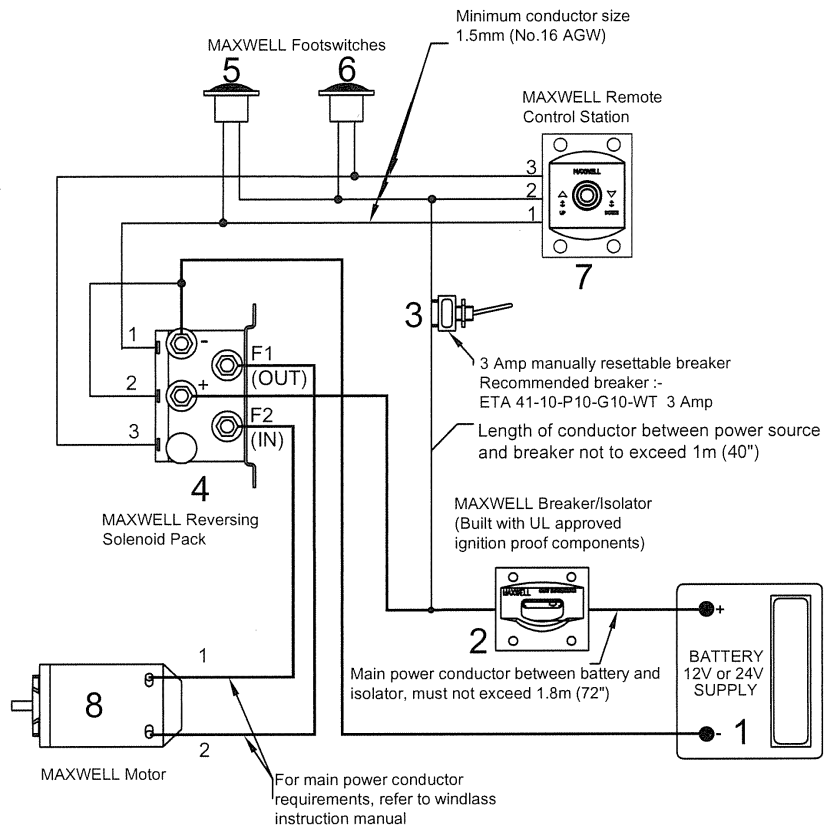 Minimum conductor size
1.5mm (No.16 AGW)
MAXWELL Footswitches
5
6
MAXWELL Remote
Control Station
3
2
1
MAXWELL
UP
DOWN
7
3
3 Amp manually resettable breaker
Recommended breaker :-
ETA 41-10-P10-G10-WT 3 Amp
1
2
3
-
+
F1
(OUT)
F2
(IN)
4
MAXWELL Reversing
Solenoid Pack
Length of conductor between power source
and breaker not to exceed 1m (40")
MAXWELL Breaker/Isolator
(Built with UL approved
ignition proof components)
MAXWELL
2
Main power conductor between battery and
isolator, must not exceed 1.8m (72")
+
BATTERY
12V or 24V
SUPPLY
- 1
1
8
2
MAXWELL Motor
For main power conductor
requirements, refer to windlass
instruction manual